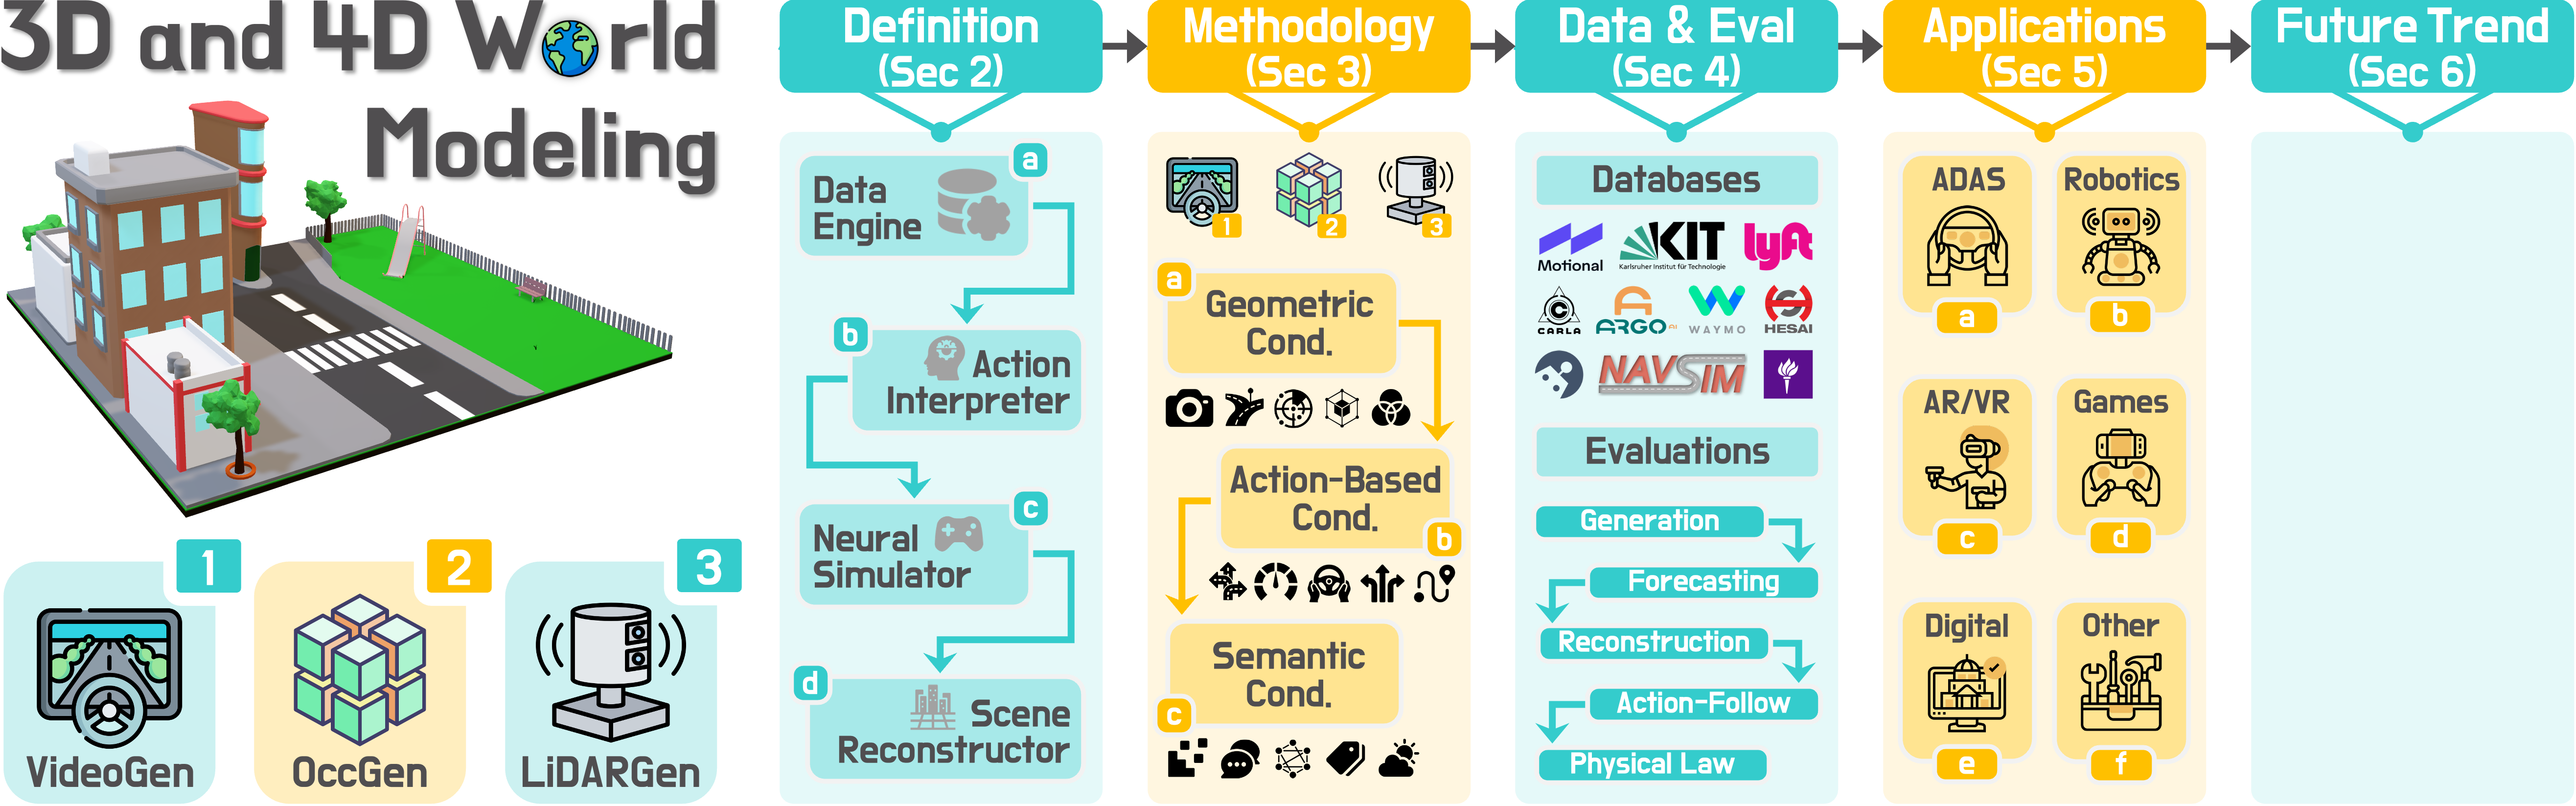 3D and 4D World
Modeling
1
VideoGen
2
OccGen
3
LiDARGen
Definition
(Sec 2)
a
Data
Engine
b
Action
Interpreter
c
Neural
Simulator
d
Scene
Reconstructor
Methodology
(Sec 3)
1
2
3
a
Geometric
Cond.
Action-Based
Cond.
b
Semantic
Cond.
c
Data & Eval
(Sec 4)
Databases
Motional
KIT
Karlsruher Institut für Technologie
lyft
CARLA
ARGO AI
WAYMO
HESAI
NAVSIM
Evaluations
Generation
Forecasting
Reconstruction
Action-Follow
Physical Law
Applications
(Sec 5)
ADAS
a
Robotics
b
AR/VR
c
Games
d
Digital
e
Other
f
Future Trend
(Sec 6)